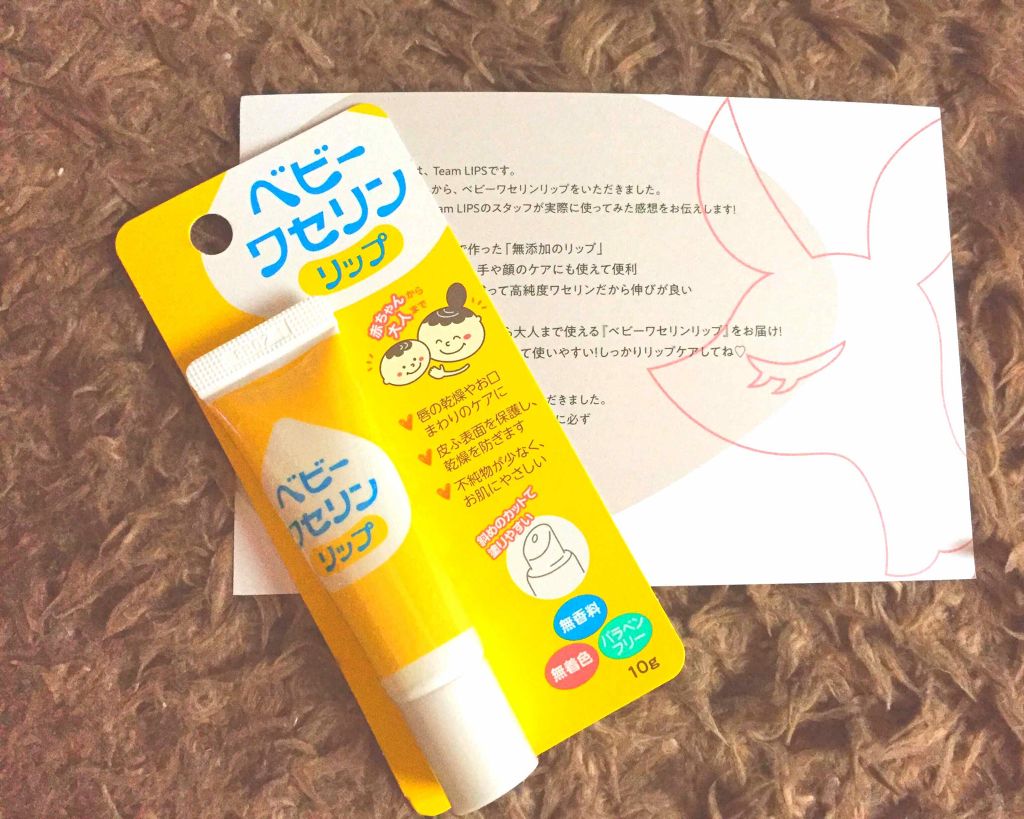 ベビー
ワセリン
リップ
赤ちゃんから
大人まで
唇の乾燥やお口
まわりのケアに
皮ふ表面を保護し、
乾燥を防ぎます
不純物が少なく、
お肌にやさしい
斜めのカットで
塗りやすい
無香料
パラベン
フリー
無着色
10g
ベビー
ワセリン
リップ
、Team LIPSです。
から、ベビーワセリンリップをいただきました。
eam LIPSのスタッフが実際に使ってみた感想をお伝えします!
で作った『無添加のリップ』
手や顔のケアにも使えて便利
って高純度ワセリンだから伸びが良い
大人まで使える『ベビーワセリンリップ』をお届け!
て使いやすい!しっかりリップケアしてね♡
だきました。
に必ず